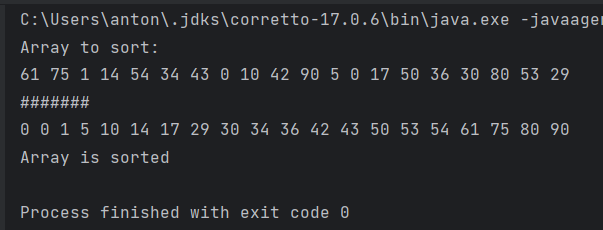 C:\Users\anton\.jdks\corretto-17.0.6\bin\java.exe -javaage
Array to sort:
61 75 1 14 54 34 43 0 10 42 90 5 0 17 50 36 30 80 53 29
#######
0 0 1 5 10 14 17 29 30 34 36 42 43 50 53 54 61 75 80 90
Array is sorted
Process finished with exit code 0